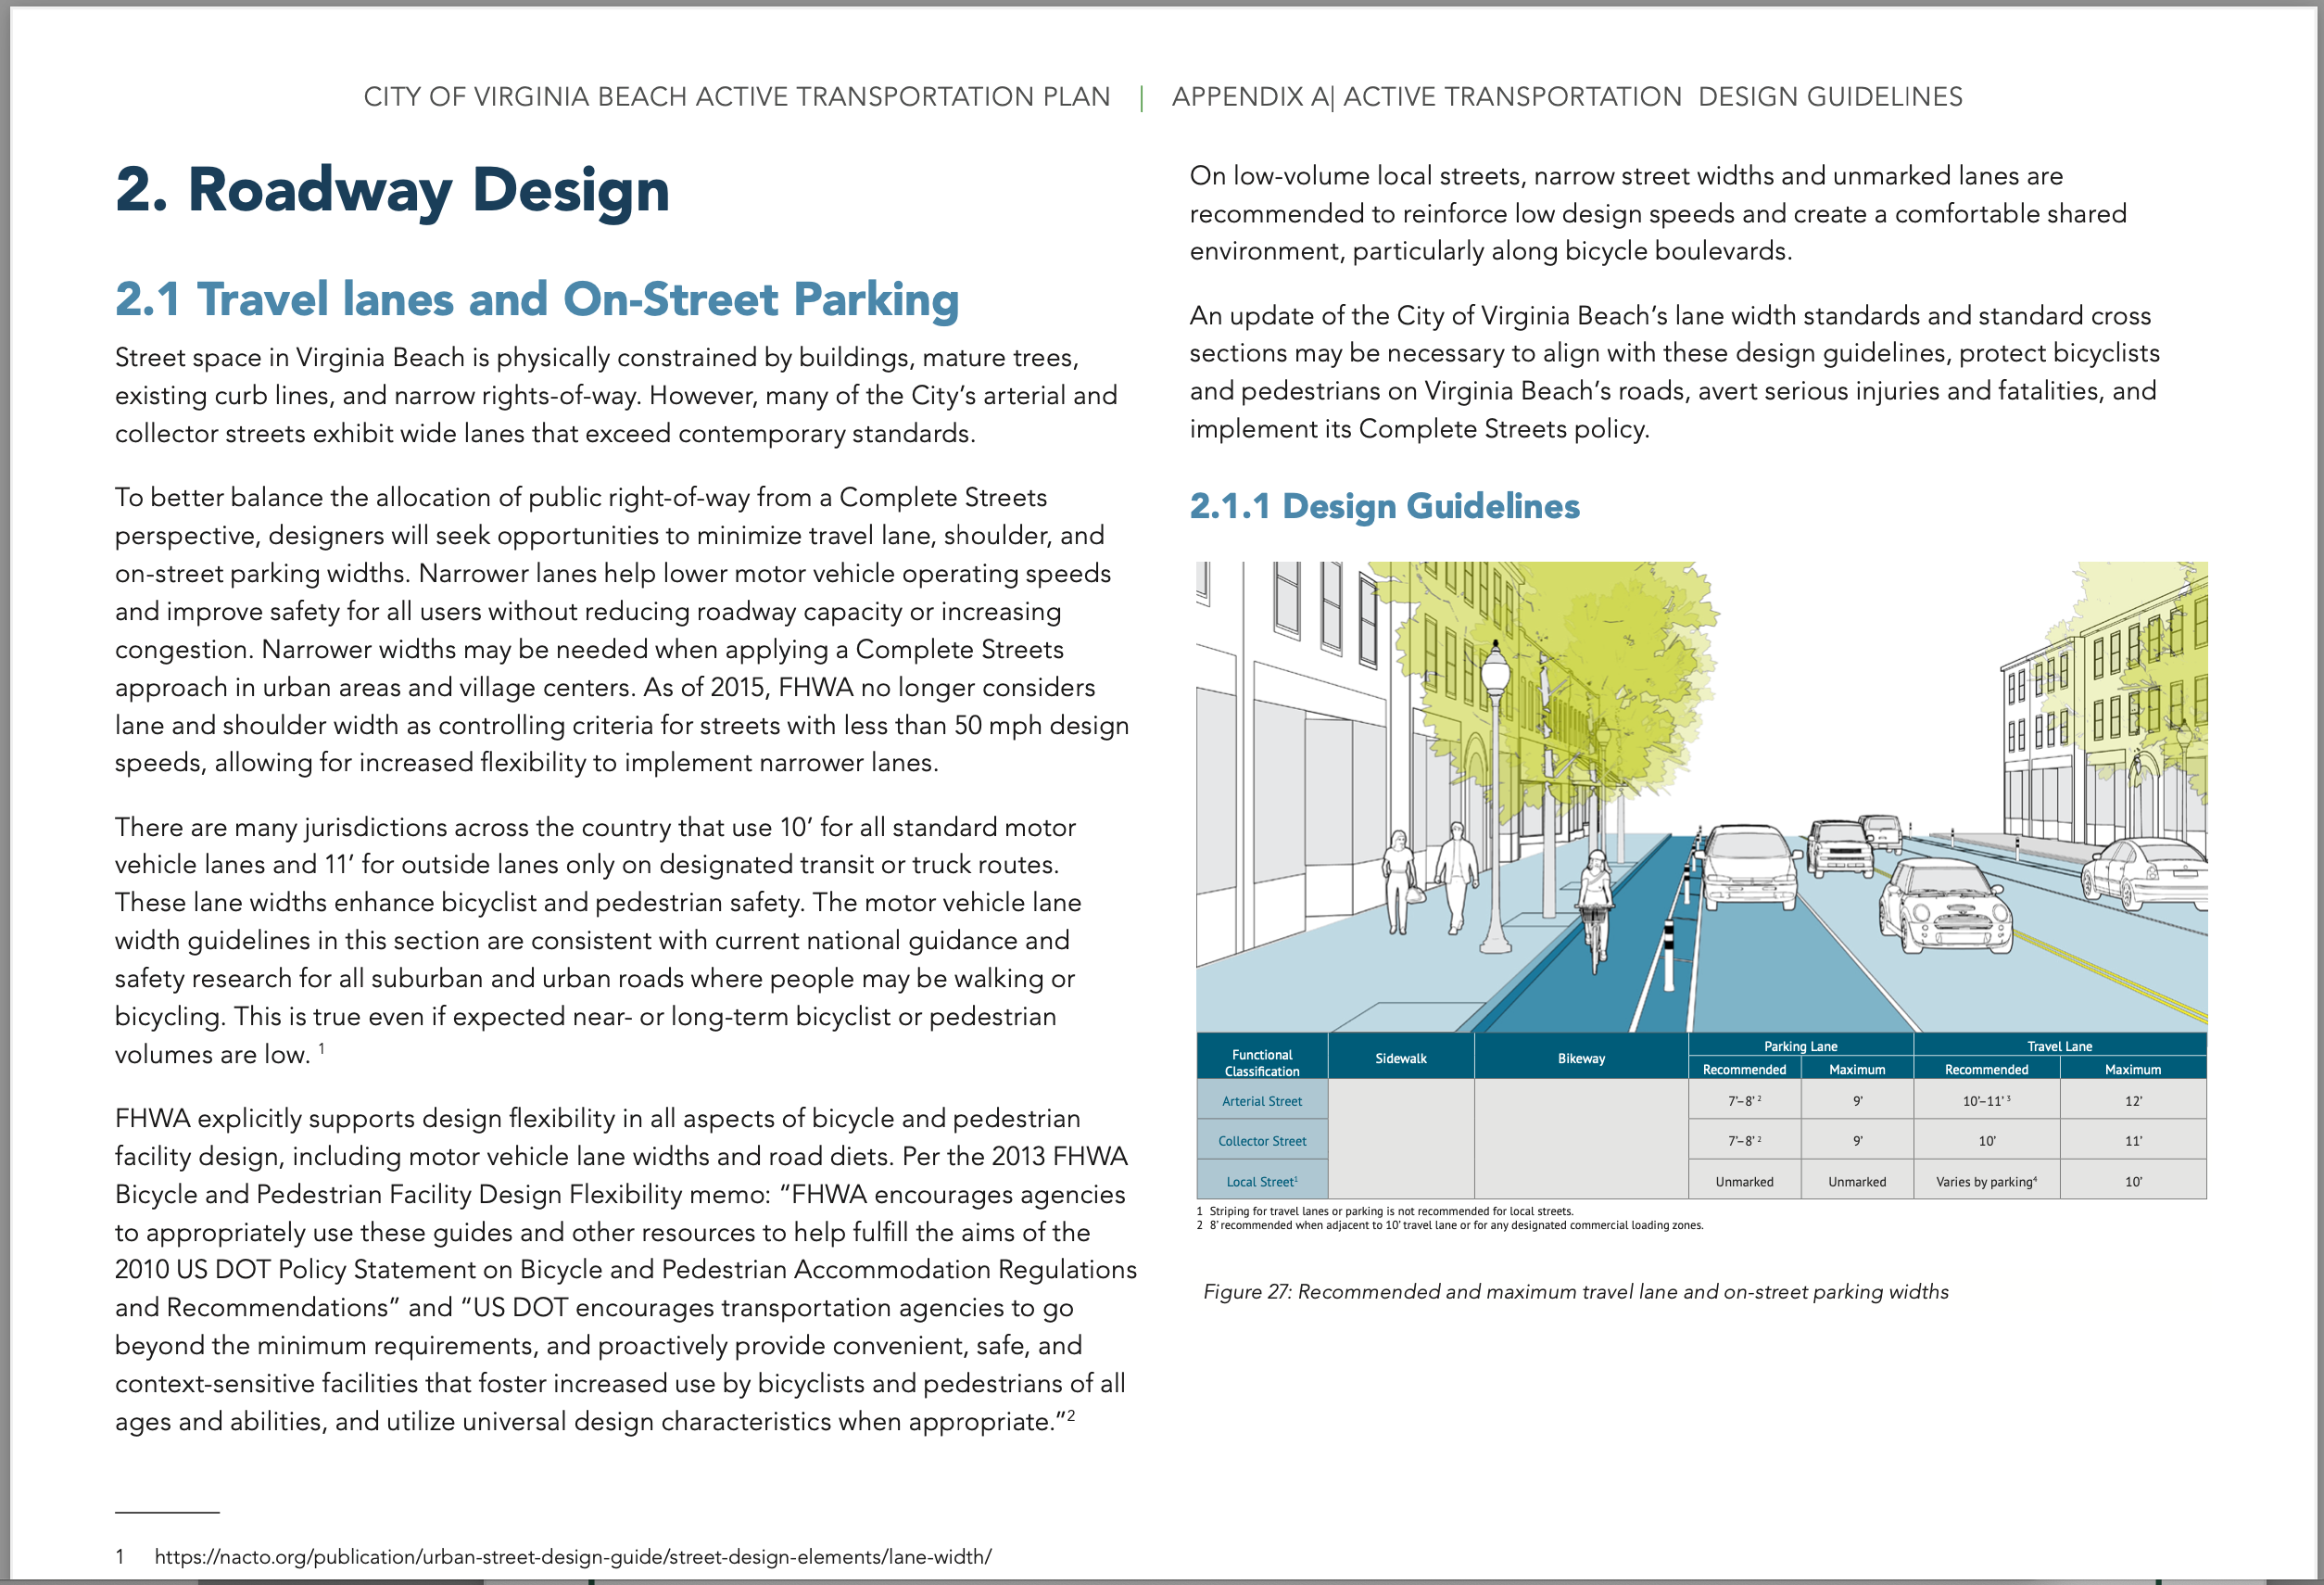 CITY OF VIRGINIA BEACH ACTIVE TRANSPORTATION PLAN | APPENDIX A| ACTIVE TRANSPORTATION DESIGN GUIDELINES
2. Roadway Design
2.1 Travel lanes and On-Street Parking
Street space in Virginia Beach is physically constrained by buildings, mature trees,
existing curb lines, and narrow rights-of-way. However, many of the City’s arterial and
collector streets exhibit wide lanes that exceed contemporary standards.
To better balance the allocation of public right-of-way from a Complete Streets
perspective, designers will seek opportunities to minimize travel lane, shoulder, and
on-street parking widths. Narrower lanes help lower motor vehicle operating speeds
and improve safety for all users without reducing roadway capacity or increasing
congestion. Narrower widths may be needed when applying a Complete Streets
approach in urban areas and village centers. As of 2015, FHWA no longer considers
lane and shoulder width as controlling criteria for streets with less than 50 mph design
speeds, allowing for increased flexibility to implement narrower lanes.
There are many jurisdictions across the country that use 10’ for all standard motor
vehicle lanes and 11’ for outside lanes only on designated transit or truck routes.
These lane widths enhance bicyclist and pedestrian safety. The motor vehicle lane
width guidelines in this section are consistent with current national guidance and
safety research for all suburban and urban roads where people may be walking or
bicycling. This is true even if expected near- or long-term bicyclist or pedestrian
volumes are low. 1
FHWA explicitly supports design flexibility in all aspects of bicycle and pedestrian
facility design, including motor vehicle lane widths and road diets. Per the 2013 FHWA
Bicycle and Pedestrian Facility Design Flexibility memo: “FHWA encourages agencies
to appropriately use these guides and other resources to help fulfill the aims of the
2010 US DOT Policy Statement on Bicycle and Pedestrian Accommodation Regulations
and Recommendations” and “US DOT encourages transportation agencies to go
beyond the minimum requirements, and proactively provide convenient, safe, and
context-sensitive facilities that foster increased use by bicyclists and pedestrians of all
ages and abilities, and utilize universal design characteristics when appropriate.”2
1 https://nacto.org/publication/urban-street-design-guide/street-design-elements/lane-width/
On low-volume local streets, narrow street widths and unmarked lanes are
recommended to reinforce low design speeds and create a comfortable shared
environment, particularly along bicycle boulevards.
An update of the City of Virginia Beach’s lane width standards and standard cross
sections may be necessary to align with these design guidelines, protect bicyclists
and pedestrians on Virginia Beach’s roads, avert serious injuries and fatalities, and
implement its Complete Streets policy.
2.1.1 Design Guidelines
Functional Classification Sidewalk Bikeway Parking Lane Travel Lane
Recommended Maximum Recommended Maximum
Arterial Street 7’–8’ 2 9’ 10’–11’ 3 12’
Collector Street 7’–8’ 2 9’ 10’ 11’
Local Street1 Unmarked Unmarked Varies by parking4 10’
1 Striping for travel lanes or parking is not recommended for local streets.
2 8’ recommended when adjacent to 10’ travel lane or for any designated commercial loading zones.
Figure 27: Recommended and maximum travel lane and on-street parking widths